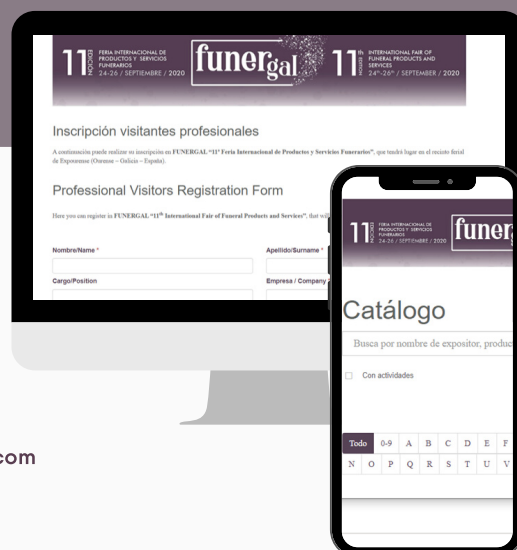 11 EDICIÓN FERIA INTERNACIONAL DE PRODUCTOS Y SERVICIOS FUNERARIOS
24-26 / SEPTIEMBRE / 2020
funergal
11th EDITION INTERNATIONAL FAIR OF FUNERAL PRODUCTS AND SERVICES
24th-26th / SEPTEMBER / 2020
Inscripción visitantes profesionales
A continuación puede realizar su inscripción en FUNERGAL "11ª Feria Internacional de Productos y Servicios Funerarios", que tendrá lugar en el recinto ferial
de Expourense (Ourense – Galicia – España).
Professional Visitors Registration Form
Here you can register in FUNERGAL "11th International Fair of Funeral Products and Services", that will
Nombre/Name *
Apellido/Surname *
Cargo/Position
Empresa / Company
11 EDICIÓN FERIA INTERNACIONAL DE PRODUCTOS Y SERVICIOS FUNERARIOS
24-26 / SEPTIEMBRE / 2020
funer
Catálogo
Busca por nombre de expositor, produc
Con actividades
Todo 0-9 A B C D E F
N O P Q R S T U V
com